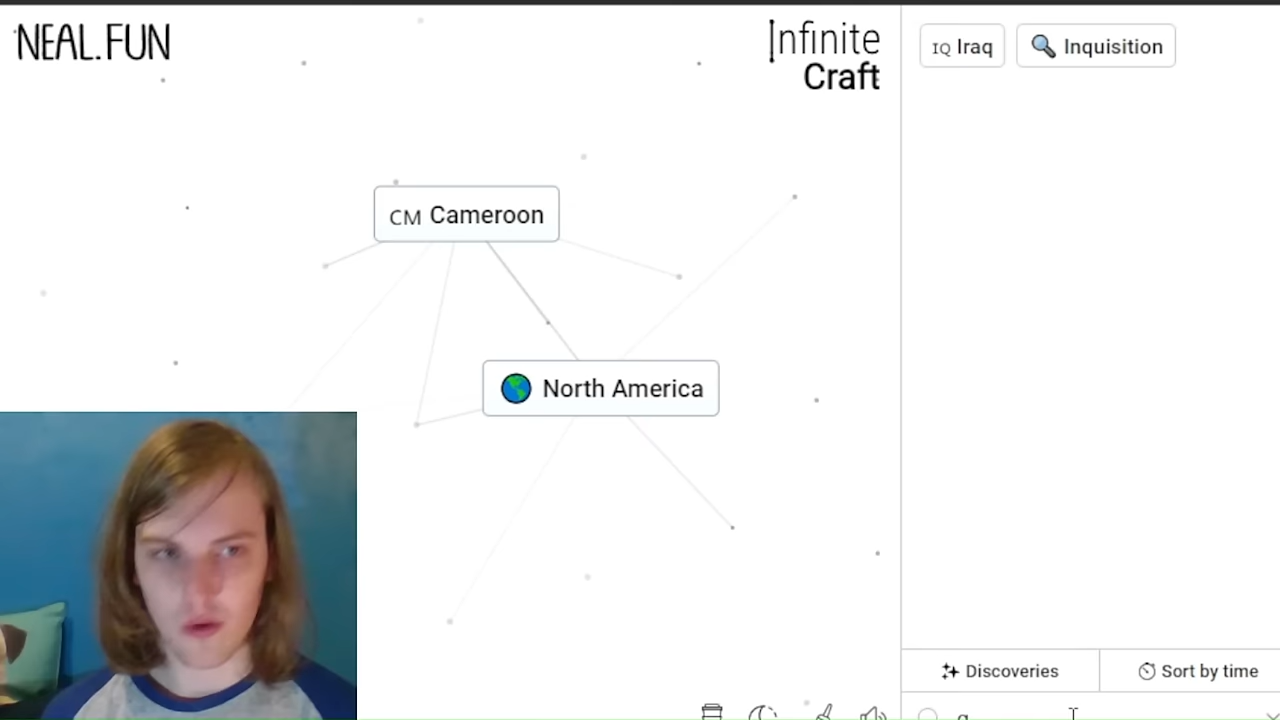 NEAL.FUN
Infinite
Craft
IQ Iraq
Inquisition
CM Cameroon
North America
Discoveries
Sort by time
q